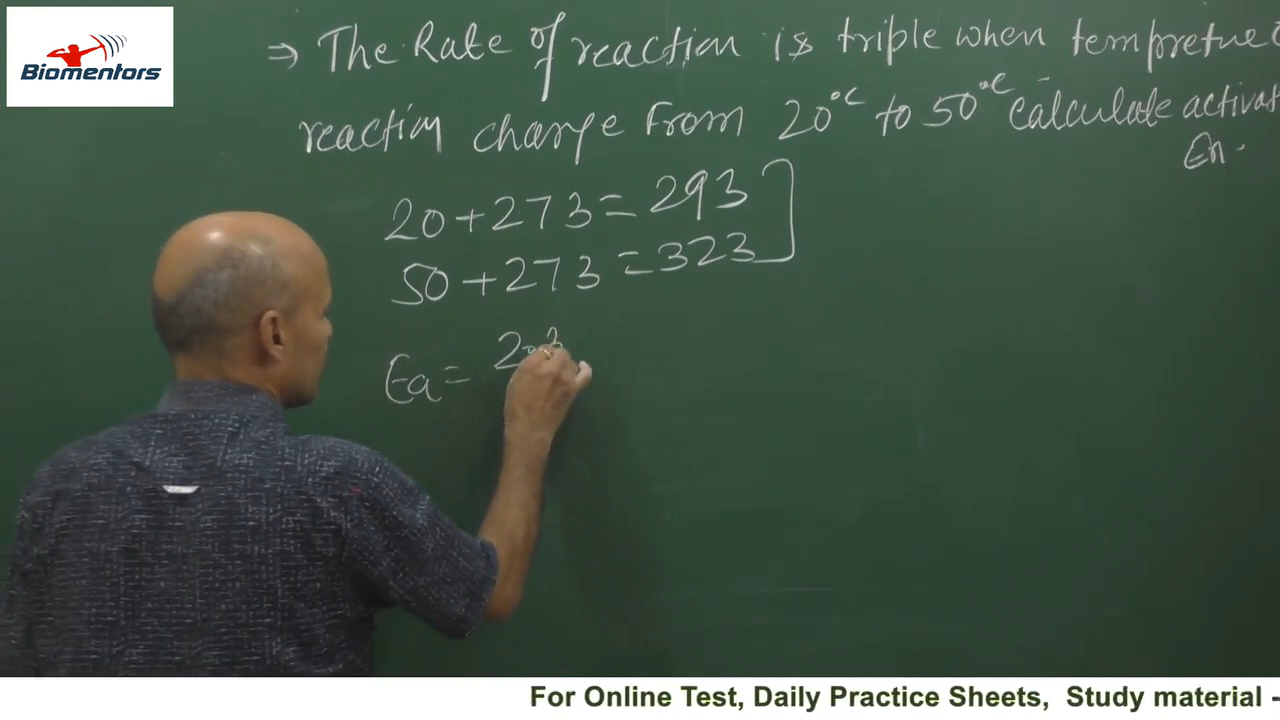 Biomentors
⇒ The Rate of reaction is triple when tempretue
reaction charge From 20°C to 50°C calculate activat
En.
20+273=293
50+273=323
Ea=
For Online Test, Daily Practice Sheets, Study material -